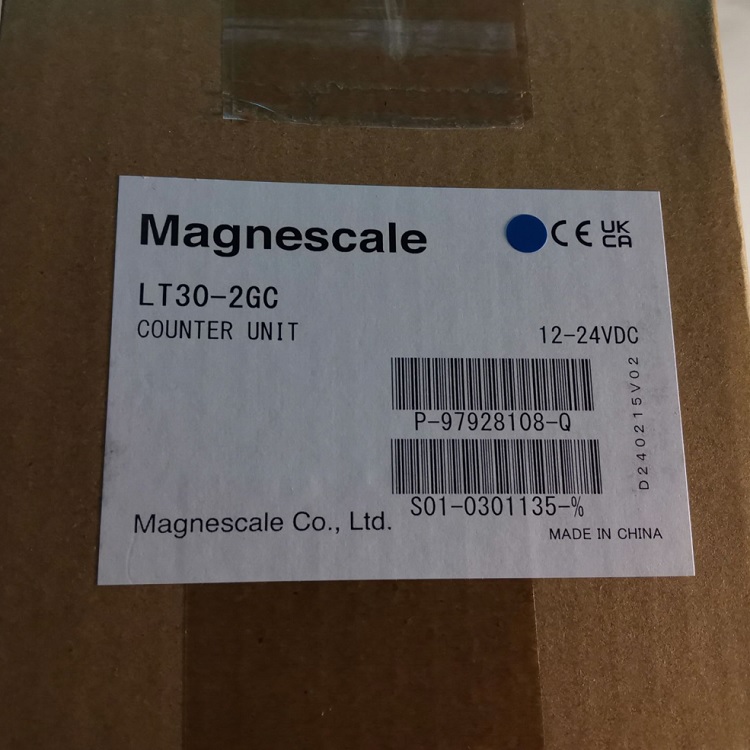 Magnescale
CE UK
CA
LT30-2GC
COUNTER UNIT
12-24VDC
P-97928108-Q
S01-0301135-%
D240215V02
Magnescale Co., Ltd.
MADE IN CHINA